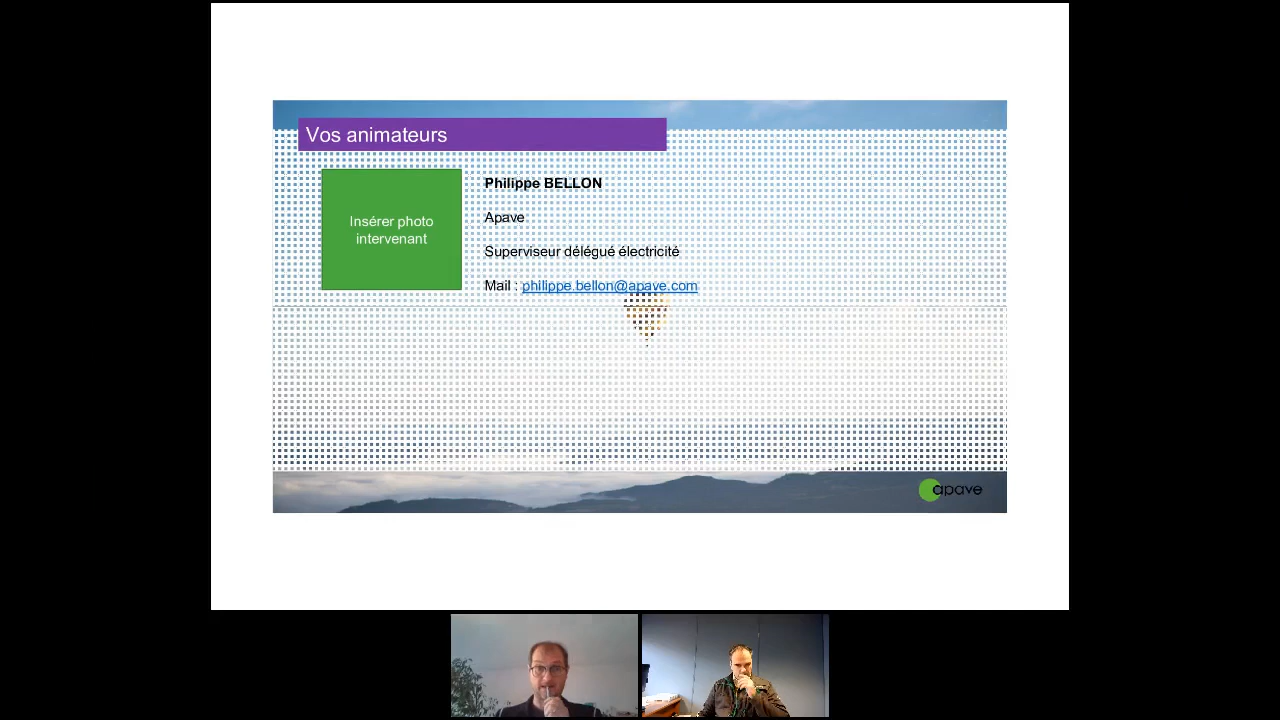 Vos animateurs
Insérer photo
intervenant
Philippe BELLON
Apave
Superviseur délégué électricité
Mail : philippe.bellon@apave.com
apave